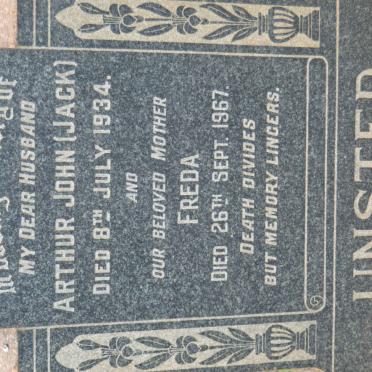 OF
MY DEAR HUSBAND
ARTHUR JOHN (JACK)
DIED 8TH JULY 1934.
AND
OUR BELOVED MOTHER
FREDA
DIED 26TH SEPT. 1967.
DEATH DIVIDES
BUT MEMORY LINGERS.
UNSTED